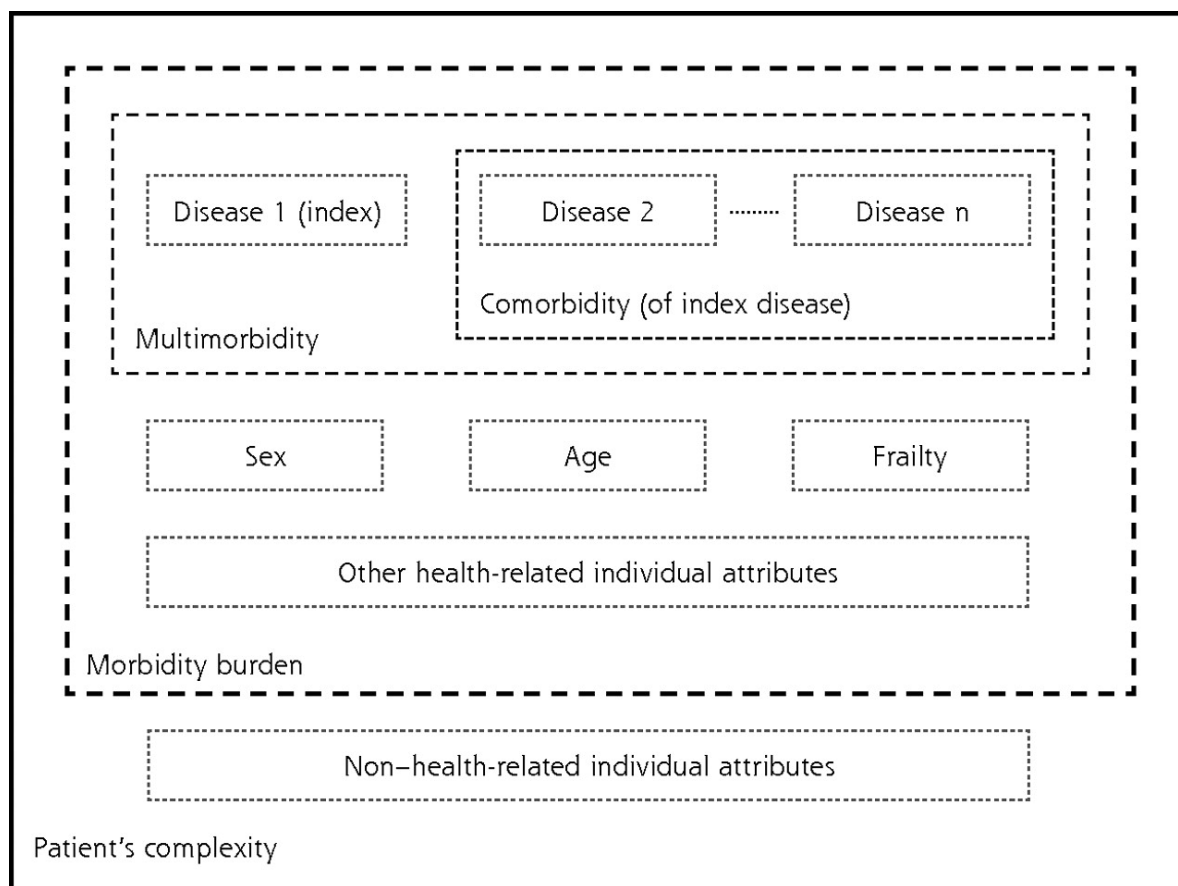 Disease 1 (index)
Disease 2
Disease n
Comorbidity (of index disease)
Multimorbidity
Sex
Age
Frailty
Other health-related individual attributes
Morbidity burden
Non–health-related individual attributes
Patient’s complexity